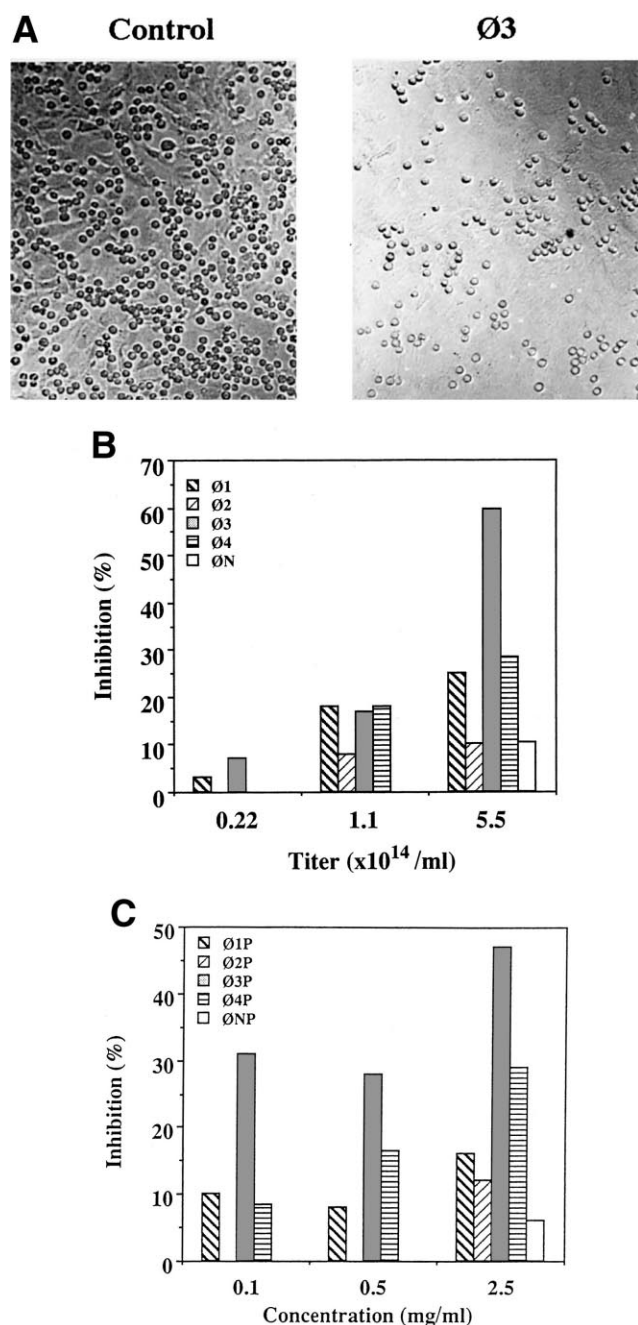 A
Control
Ø3
B
70
60
50
40
30
20
10
0
Inhibition (%)
Ø1
Ø2
Ø3
Ø4
ØN
0.22 1.1 5.5
Titer (x10¹⁴/ml)
C
50
40
30
20
10
0
Inhibition (%)
Ø1P
Ø2P
Ø3P
Ø4P
ØNP
0.1 0.5 2.5
Concentration (mg/ml)